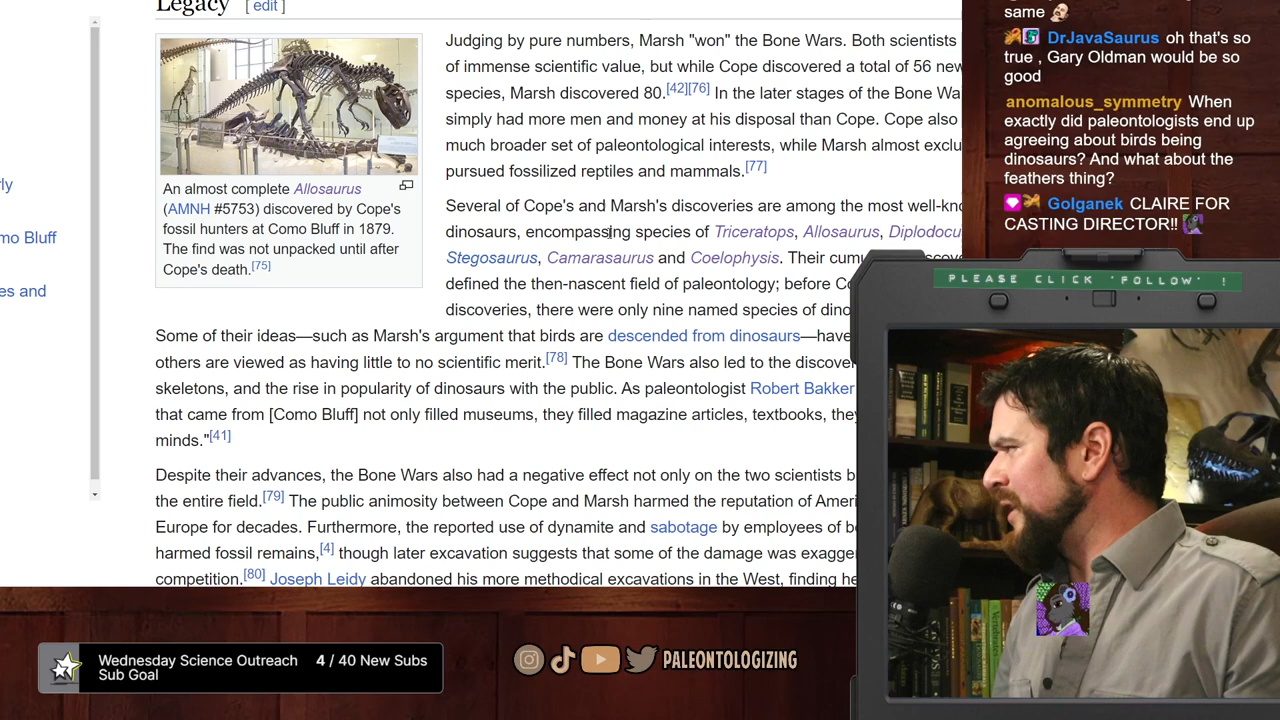 Legacy [ edit ]
An almost complete Allosaurus
(AMNH #5753) discovered by Cope's
fossil hunters at Como Bluff in 1879.
The find was not unpacked until after
Cope's death.[75]
Judging by pure numbers, Marsh "won" the Bone Wars. Both scientists
of immense scientific value, but while Cope discovered a total of 56 new
species, Marsh discovered 80.[42][76] In the later stages of the Bone Wa
simply had more men and money at his disposal than Cope. Cope also
much broader set of paleontological interests, while Marsh almost exclu
pursued fossilized reptiles and mammals.[77]
Several of Cope's and Marsh's discoveries are among the most well-kno
dinosaurs, encompassing species of Triceratops, Allosaurus, Diplodocu
Stegosaurus, Camarasaurus and Coelophysis. Their cumu
defined the then-nascent field of paleontology; before Co
discoveries, there were only nine named species of dino
Some of their ideas—such as Marsh's argument that birds are descended from dinosaurs—have
others are viewed as having little to no scientific merit.[78] The Bone Wars also led to the discover
skeletons, and the rise in popularity of dinosaurs with the public. As paleontologist Robert Bakker
that came from [Como Bluff] not only filled museums, they filled magazine articles, textbooks, they
minds."[41]
Despite their advances, the Bone Wars also had a negative effect not only on the two scientists b
the entire field.[79] The public animosity between Cope and Marsh harmed the reputation of Ameri
Europe for decades. Furthermore, the reported use of dynamite and sabotage by employees of bo
harmed fossil remains,[4] though later excavation suggests that some of the damage was exagge
competition.[80] Joseph Leidy abandoned his more methodical excavations in the West, finding he
rly
mo Bluff
es and
same
DrJavaSaurus oh that's so
true , Gary Oldman would be so
good
anomalous_symmetry When
exactly did paleontologists end up
agreeing about birds being
dinosaurs? And what about the
feathers thing?
Golganek CLAIRE FOR
CASTING DIRECTOR!!
PLEASE CLICK 'FOLLOW' !
Wednesday Science Outreach 4 / 40 New Subs
Sub Goal
PALEONTOLOGIZING